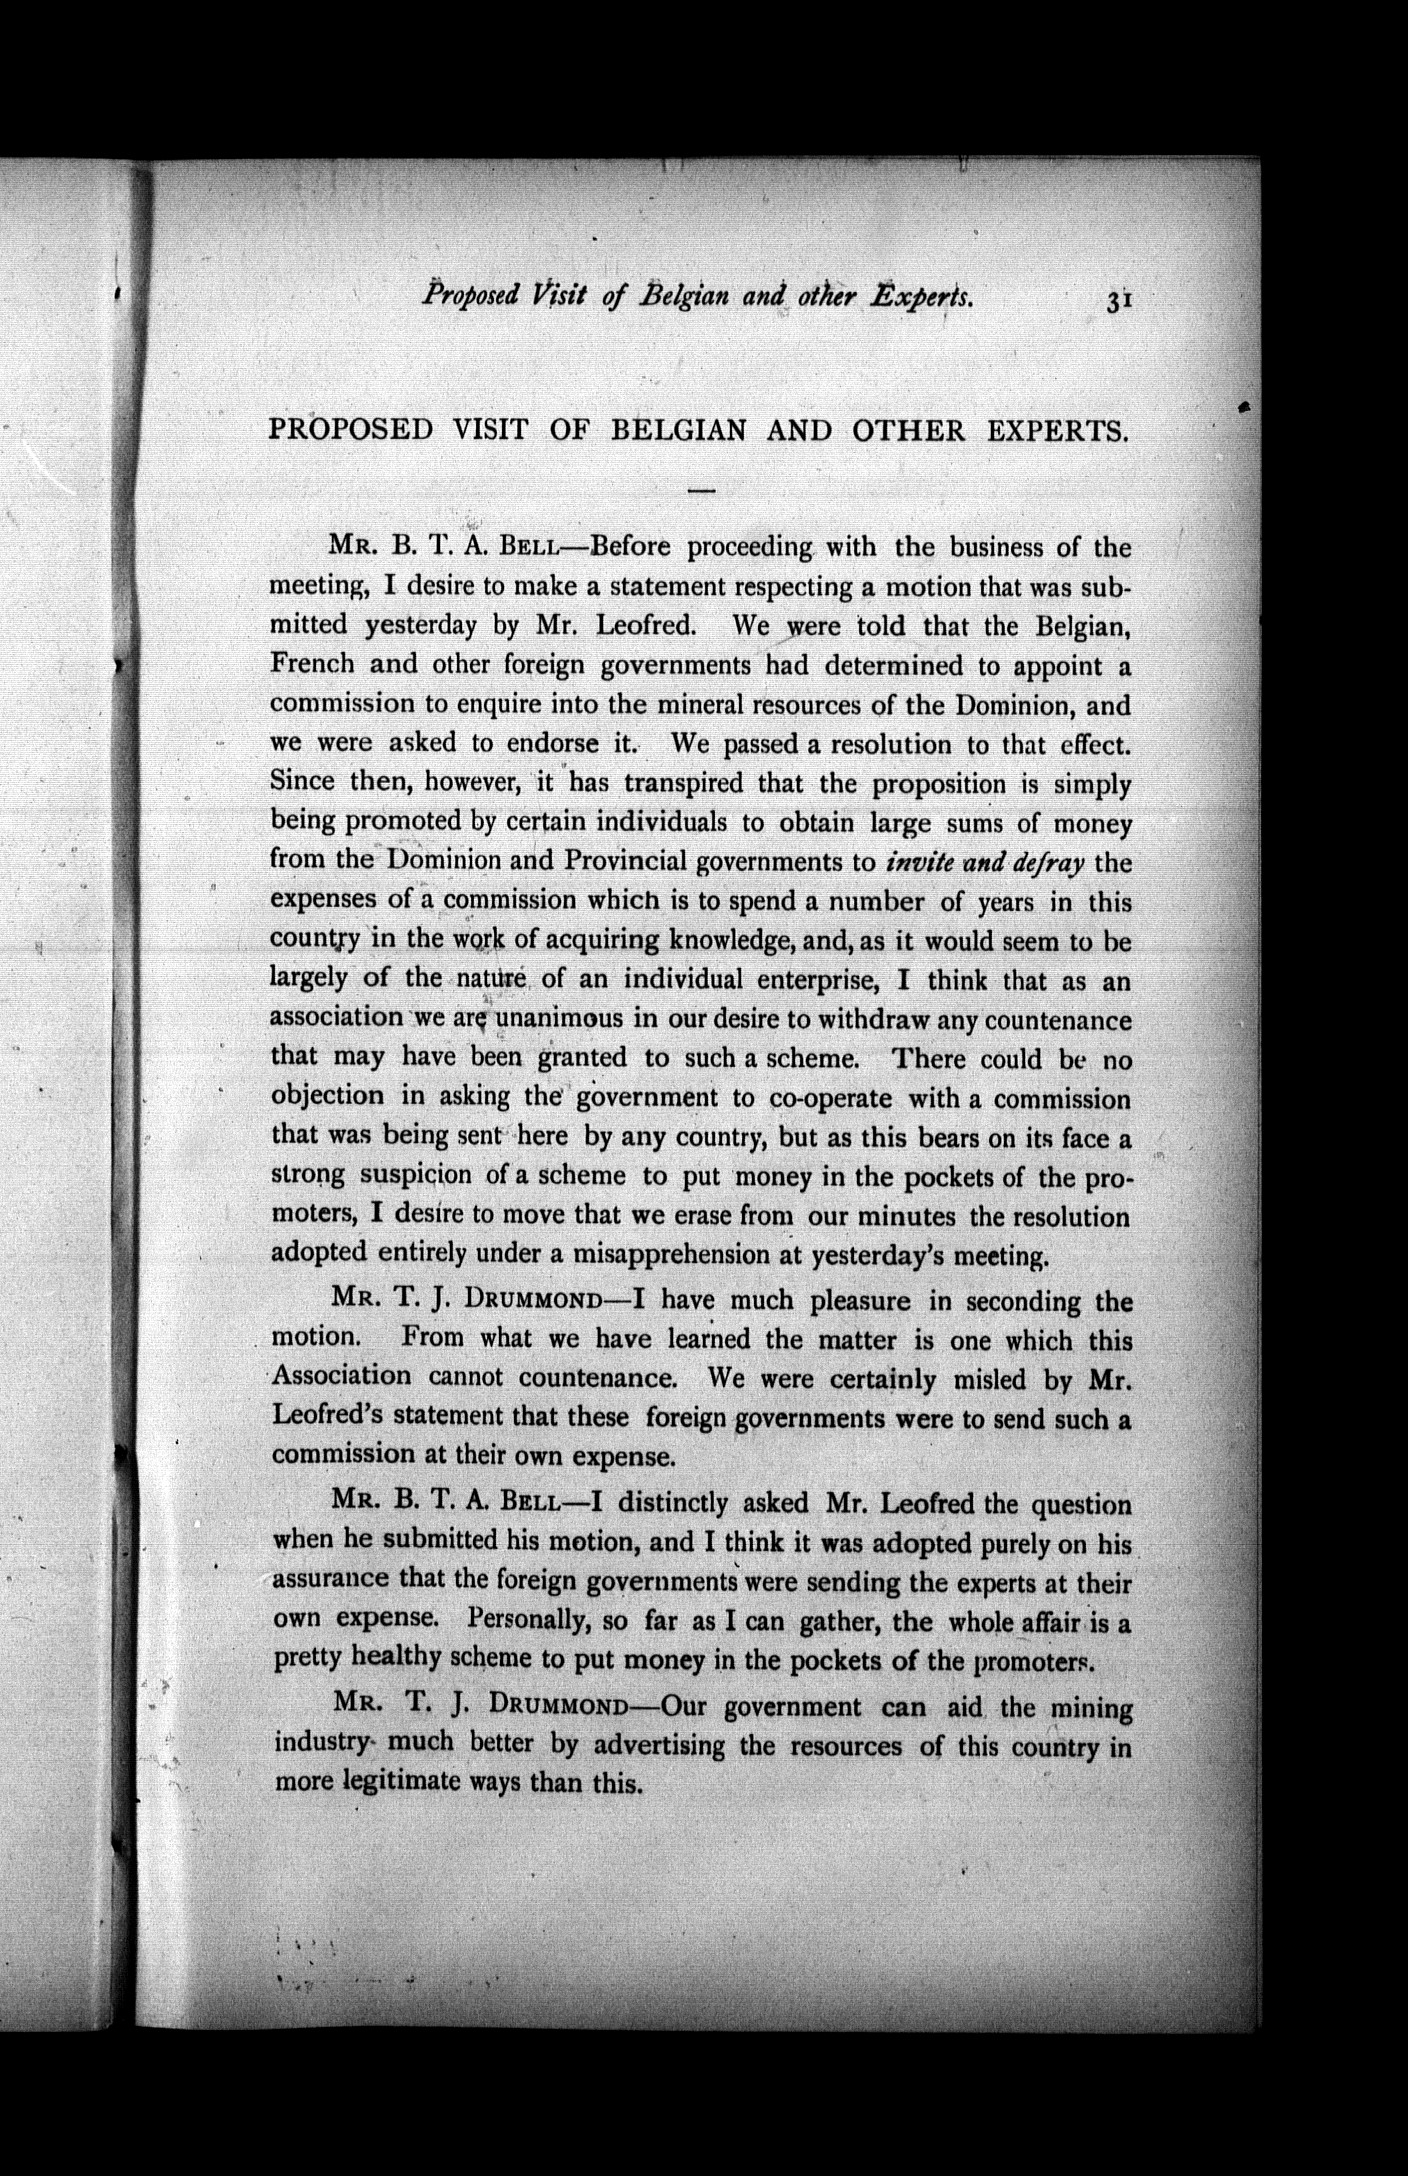 Proposed Visit of Belgian and other Experts. 31
PROPOSED VISIT OF BELGIAN AND OTHER EXPERTS.
MR. B. T. A. BELL—Before proceeding with the business of the
meeting, I desire to make a statement respecting a motion that was sub-
mitted yesterday by Mr. Leofred. We were told that the Belgian,
French and other foreign governments had determined to appoint a
commission to enquire into the mineral resources of the Dominion, and
we were asked to endorse it. We passed a resolution to that effect.
Since then, however, it has transpired that the proposition is simply
being promoted by certain individuals to obtain large sums of money
from the Dominion and Provincial governments to invite and defray the
expenses of a commission which is to spend a number of years in this
country in the work of acquiring knowledge, and, as it would seem to be
largely of the nature of an individual enterprise, I think that as an
association we are unanimous in our desire to withdraw any countenance
that may have been granted to such a scheme. There could be no
objection in asking the government to co-operate with a commission
that was being sent here by any country, but as this bears on its face a
strong suspicion of a scheme to put money in the pockets of the pro-
moters, I desire to move that we erase from our minutes the resolution
adopted entirely under a misapprehension at yesterday's meeting.
MR. T. J. DRUMMOND—I have much pleasure in seconding the
motion. From what we have learned the matter is one which this
Association cannot countenance. We were certainly misled by Mr.
Leofred's statement that these foreign governments were to send such a
commission at their own expense.
MR. B. T. A. BELL—I distinctly asked Mr. Leofred the question
when he submitted his motion, and I think it was adopted purely on his
assurance that the foreign governments were sending the experts at their
own expense. Personally, so far as I can gather, the whole affair is a
pretty healthy scheme to put money in the pockets of the promoters.
MR. T. J. DRUMMOND—Our government can aid the mining
industry much better by advertising the resources of this country in
more legitimate ways than this.